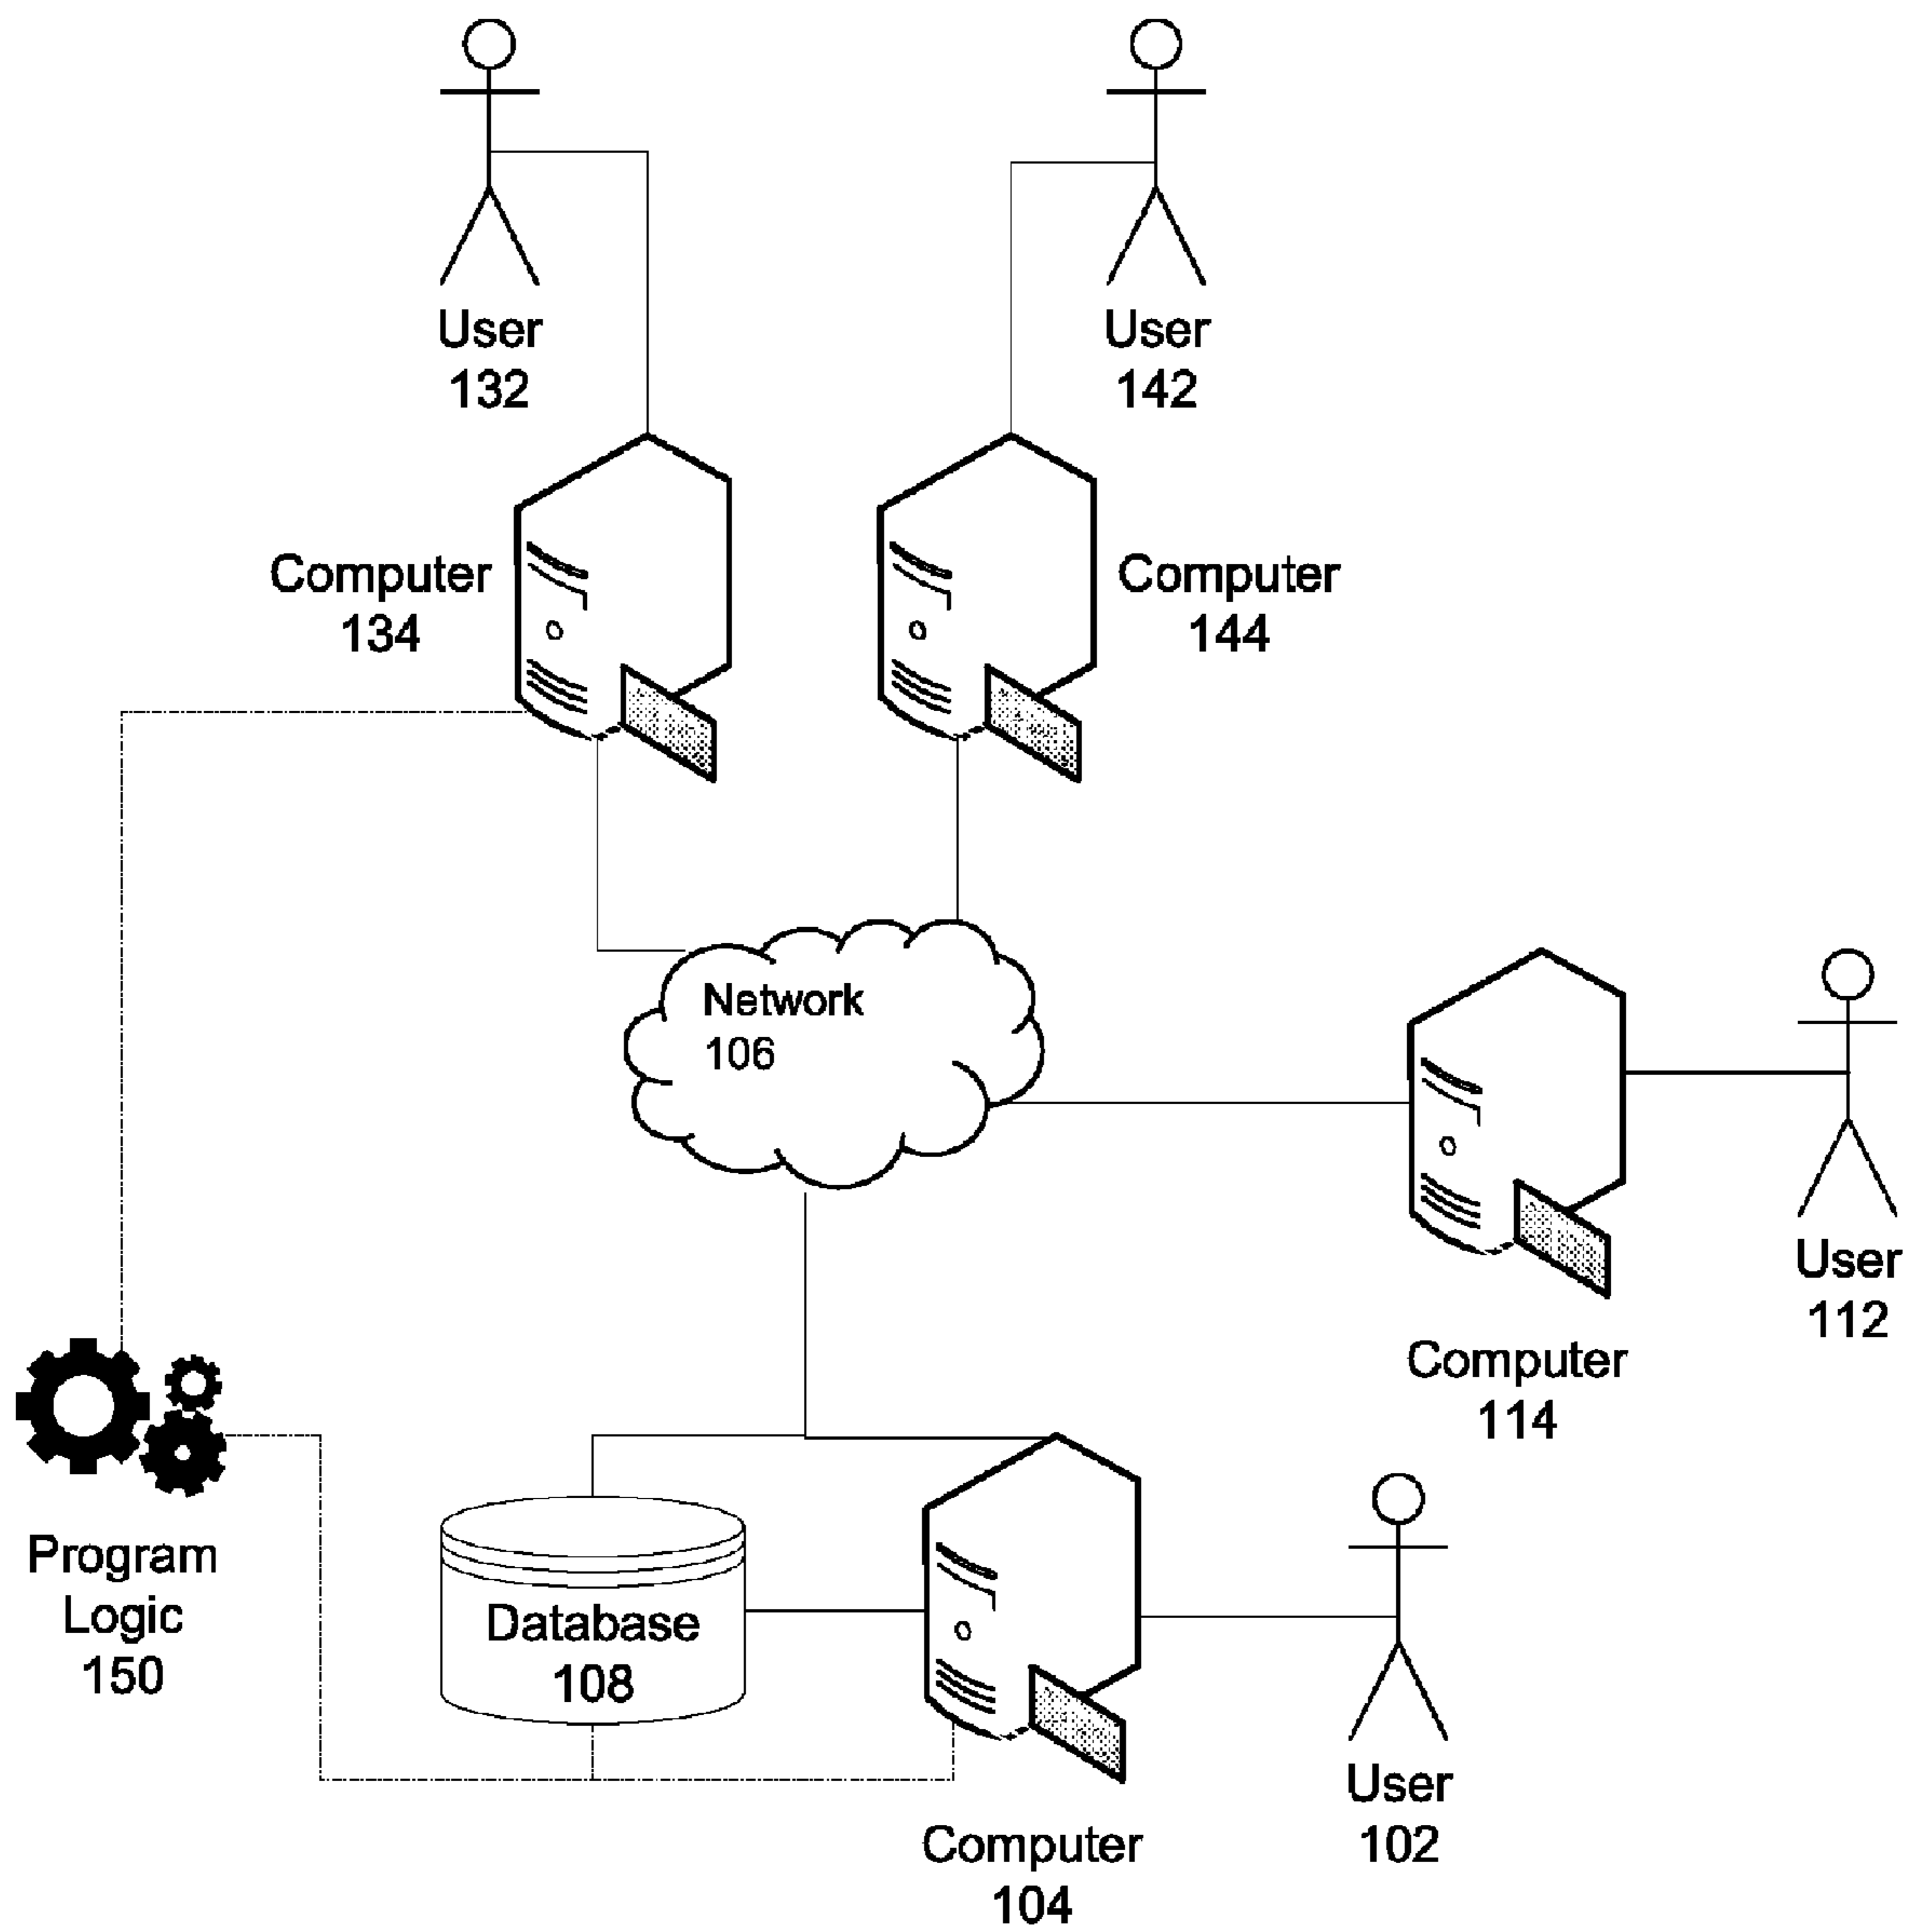 User
132
User
142
Computer
134
Computer
144
Network
106
User
112
Computer
114
Program
Logic
150
Database
108
User
102
Computer
104